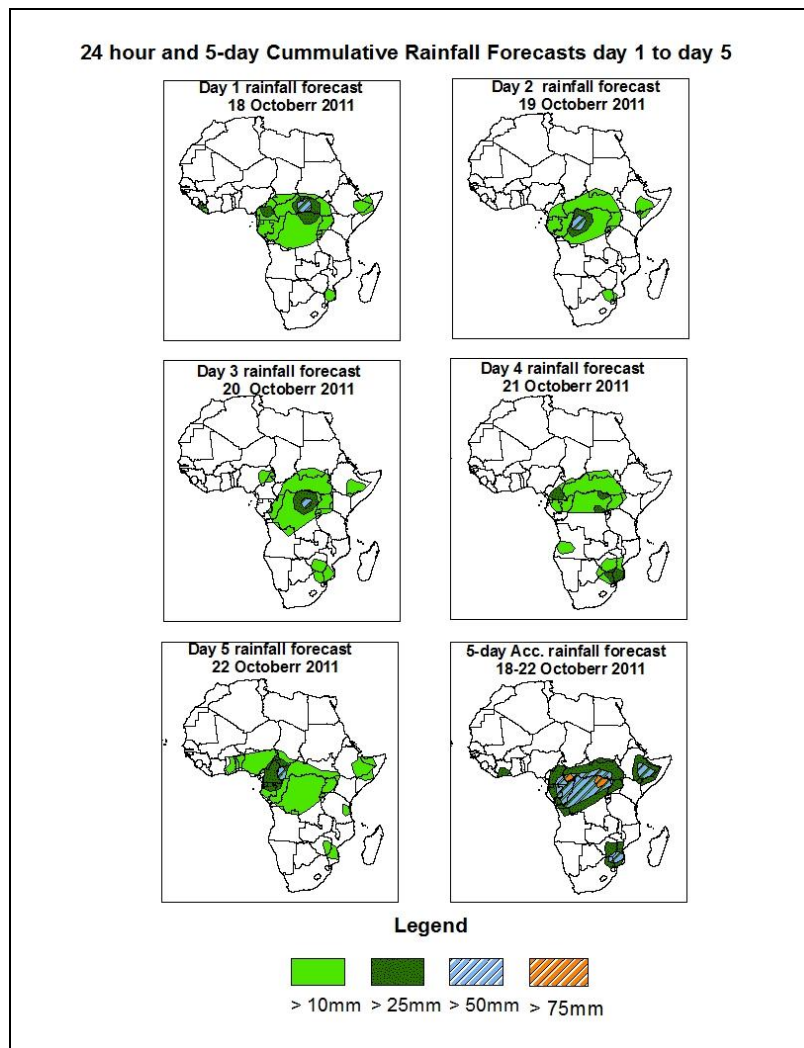 24 hour and 5-day Cummulative Rainfall Forecasts day 1 to day 5
Day 1 rainfall forecast
18 Octoberr 2011
Day 2 rainfall forecast
19 Octoberr 2011
Day 3 rainfall forecast
20 Octoberr 2011
Day 4 rainfall forecast
21 Octoberr 2011
Day 5 rainfall forecast
22 Octoberr 2011
5-day Acc. rainfall forecast
18-22 Octoberr 2011
Legend
> 10mm > 25mm > 50mm > 75mm